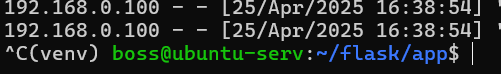 192.168.0.100 - - [25/Apr/2025 16:38:54] "
192.168.0.100 - - [25/Apr/2025 16:38:54] "
^C(venv) boss@ubuntu-serv:~/flask/app$